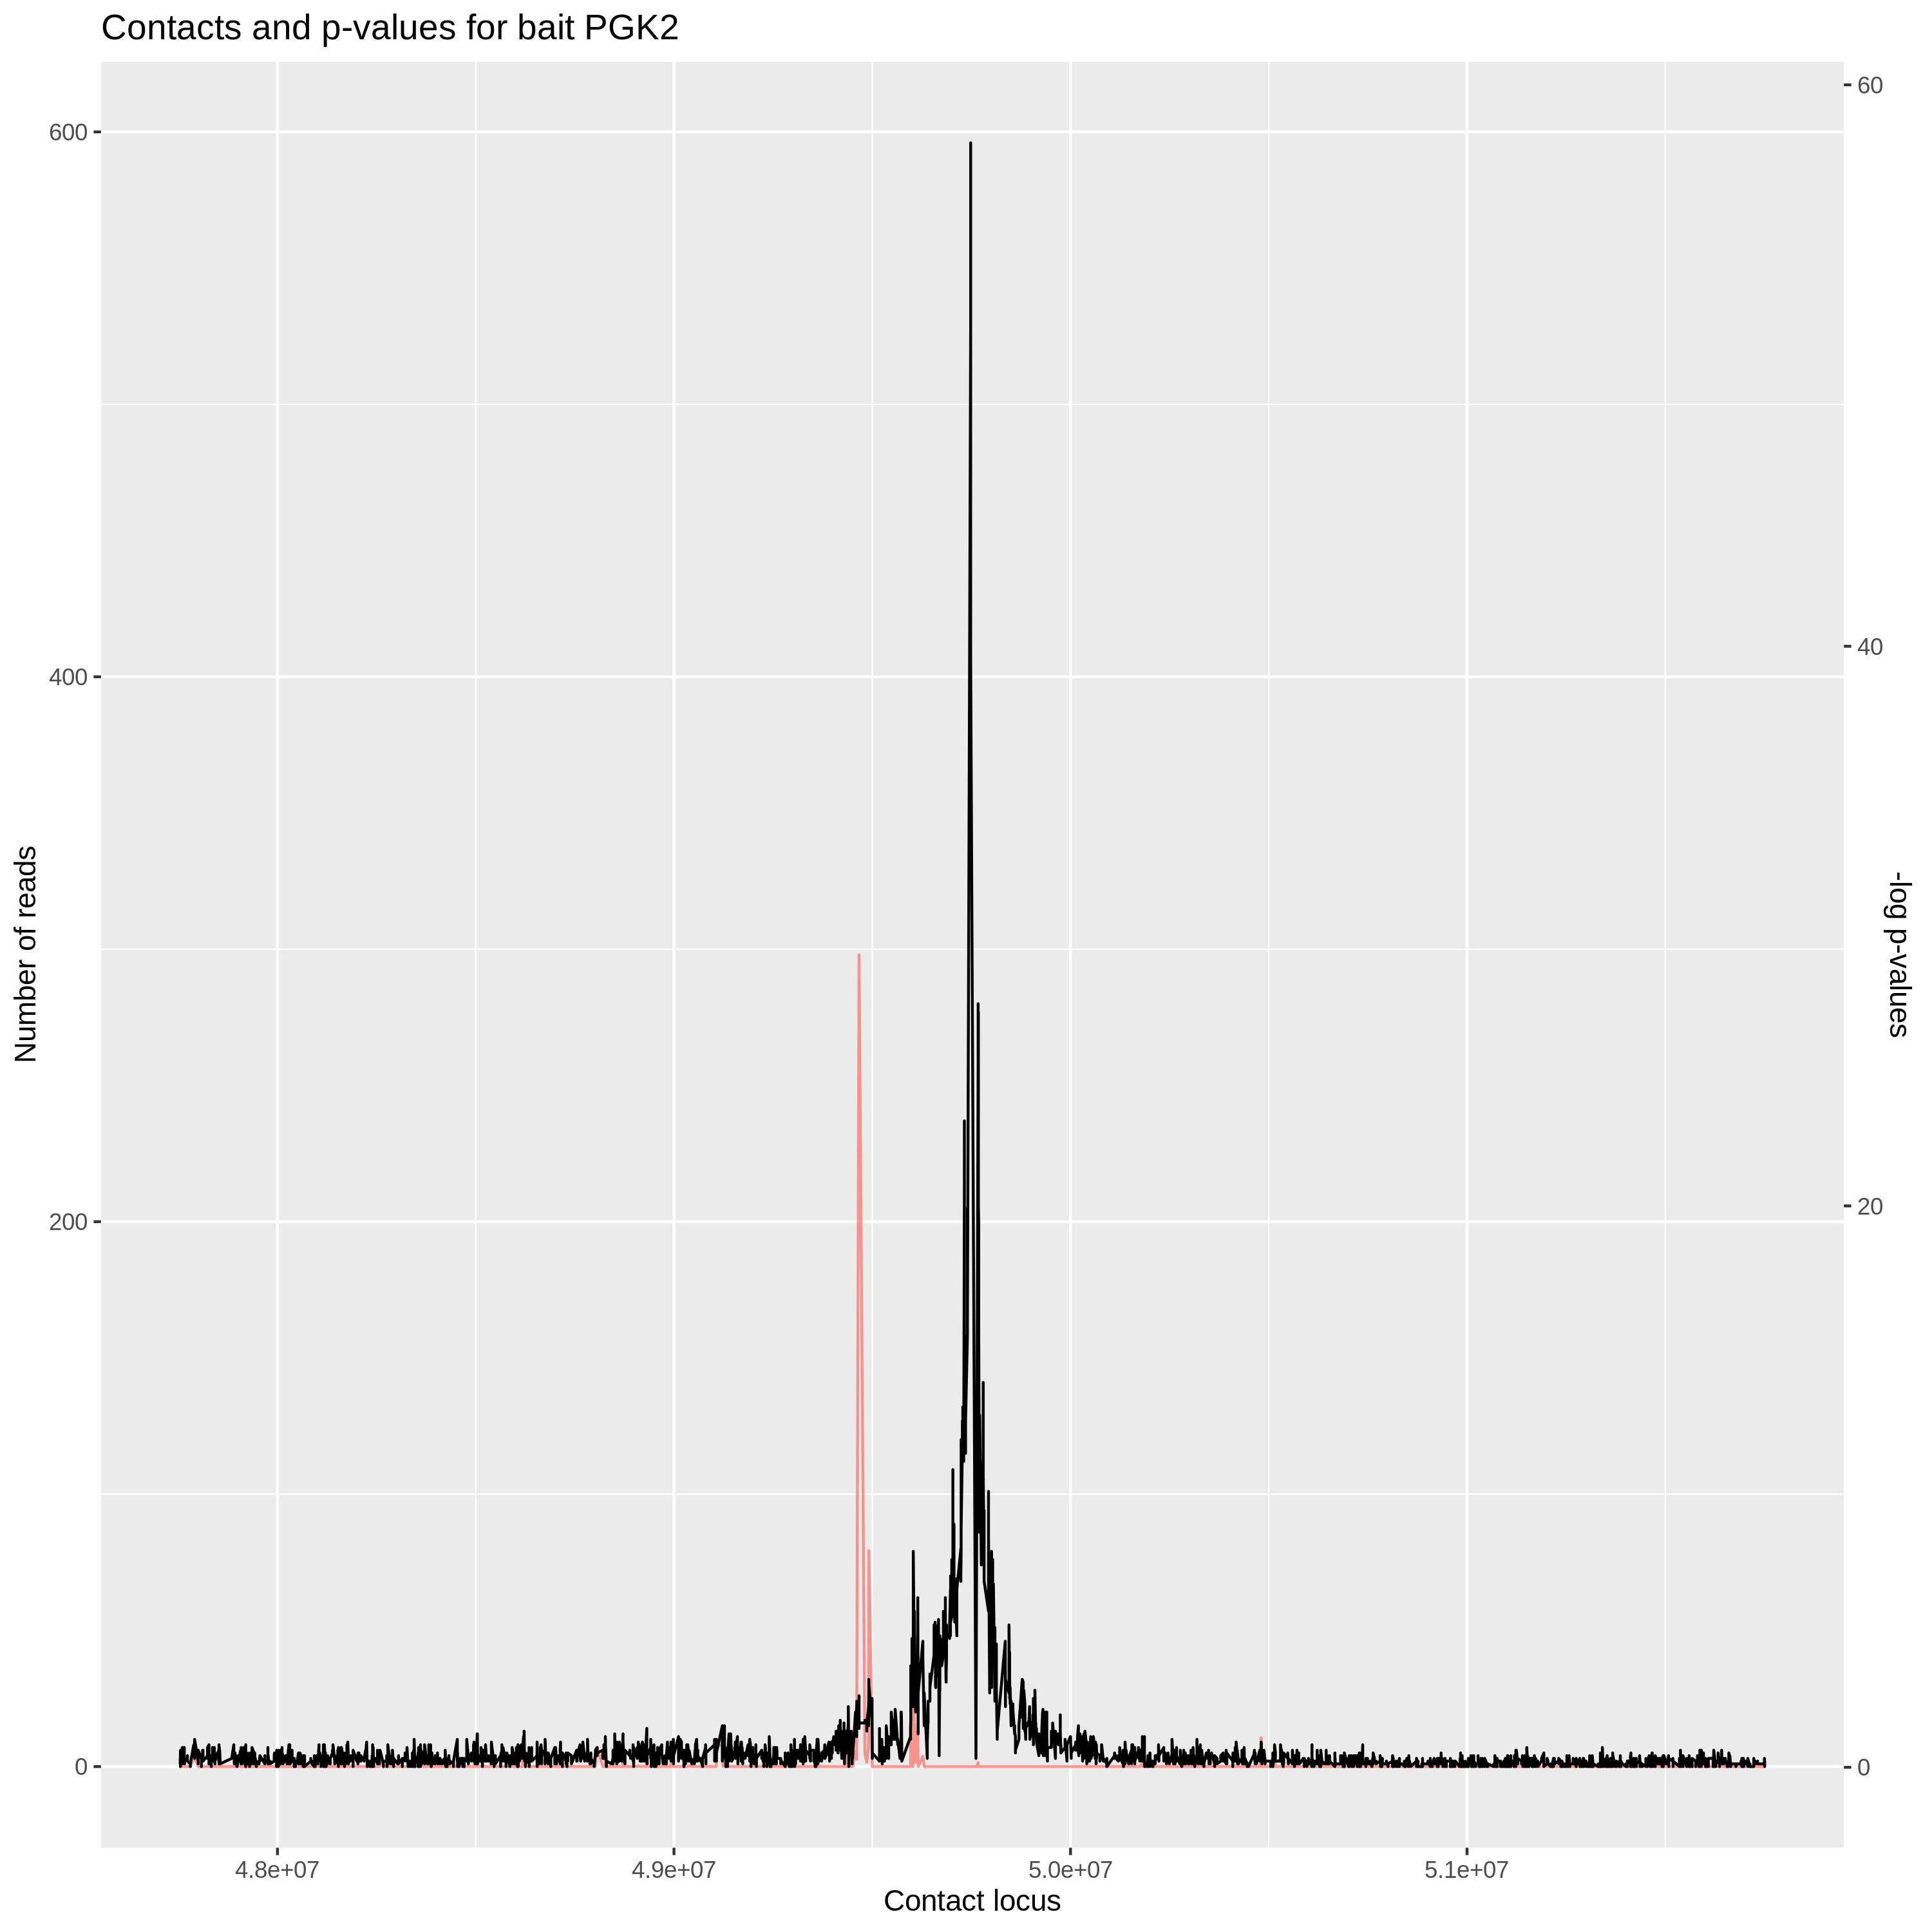 Contacts and p-values for bait PGK2
600
400
200
0
Number of reads
60
40
20
0
-log p-values
4.8e+07
4.9e+07
5.0e+07
5.1e+07
Contact locus